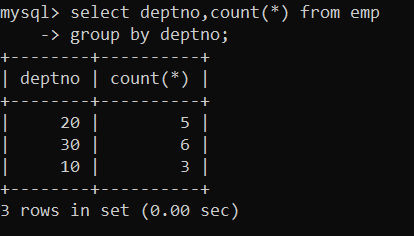 mysql> select deptno,count(*) from emp
    -> group by deptno;
+--------+----------+
| deptno | count(*) |
+--------+----------+
|     20 |        5 |
|     30 |        6 |
|     10 |        3 |
+--------+----------+
3 rows in set (0.00 sec)